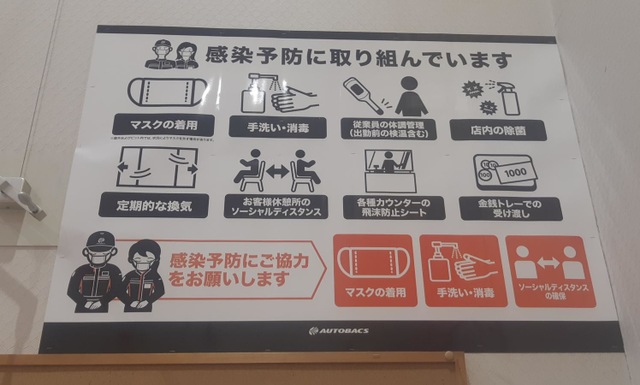 感染予防に取り組んでいます
マスクの着用
手洗い・消毒
従業員の体調管理
(出勤前の検温含む)
店内の除菌
定期的な換気
お客様休憩所の
ソーシャルディスタンス
各種カウンターの
飛沫防止シート
10
100
1000
金銭トレーでの
受け渡し
感染予防にご協力
をお願いします
マスクの着用
手洗い・消毒
ソーシャルディスタンス
の確保
AUTOBACS